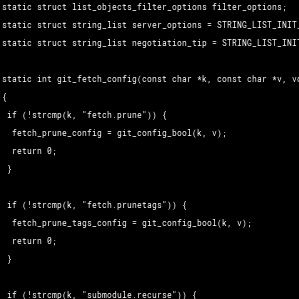 static struct list_objects_filter_options filter_options;
static struct string_list server_options = STRING_LIST_INIT_
static struct string_list negotiation_tip = STRING_LIST_INIT
static int git_fetch_config(const char *k, const char *v, vo
{
if (!strcmp(k, "fetch.prune")) {
fetch_prune_config = git_config_bool(k, v);
return 0;
}
if (!strcmp(k, "fetch.prunetags")) {
fetch_prune_tags_config = git_config_bool(k, v);
return 0;
}
if (!strcmp(k, "submodule.recurse")) {